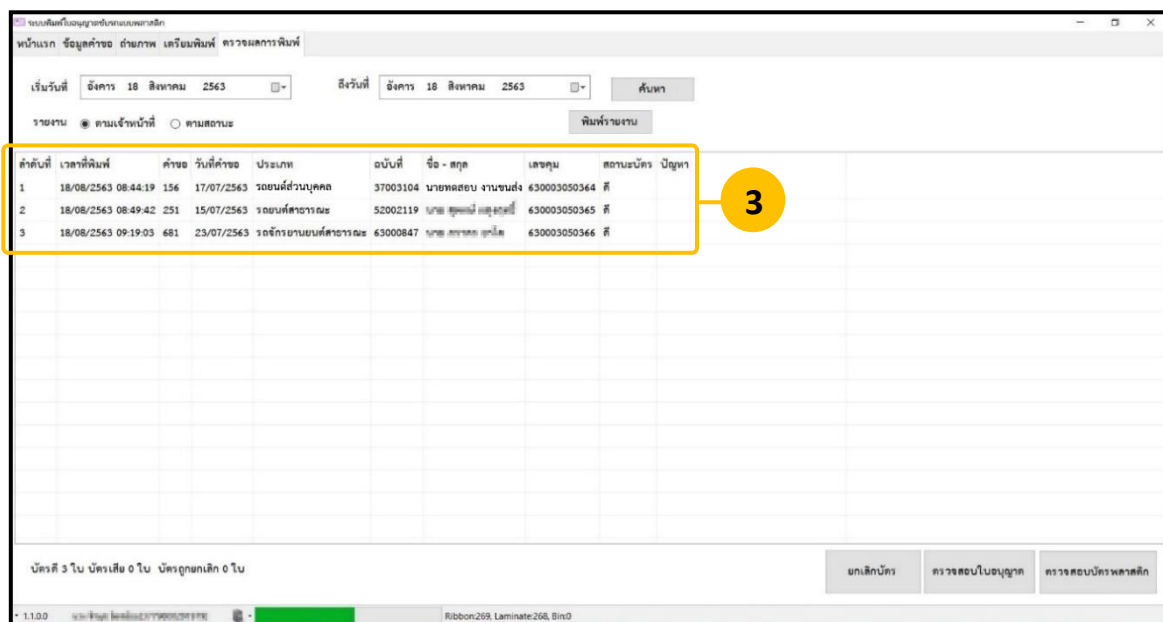 ระบบพิมพ์ใบอนุญาตขับรถแบบพลาสติก
หน้าแรก ข้อมูลคำขอ ถ่ายภาพ เตรียมพิมพ์ ตรวจผลการพิมพ์
เริ่มวันที่ อังคาร 18 สิงหาคม 2563 ถึงวันที่ อังคาร 18 สิงหาคม 2563 ค้นหา
รายงาน ตามเจ้าหน้าที่ ตามสถานะ พิมพ์รายงาน
ลำดับที่ เวลาที่พิมพ์ คำขอ วันที่คำขอ ประเภท ฉบับที่ ชื่อ - สกุล เลขคุม สถานะบัตร ปัญหา
1 18/08/2563 08:44:19 156 17/07/2563 รถยนต์ส่วนบุคคล 37003104 นายทดสอบ งานขนส่ง 630003050364 ดี
2 18/08/2563 08:49:42 251 15/07/2563 รถยนต์สาธารณะ 52002119 630003050365 ดี
3 18/08/2563 09:19:03 681 23/07/2563 รถจักรยานยนต์สาธารณะ 63000847 630003050366 ดี
3
บัตรดี 3 ใบ บัตรเสีย 0 ใบ บัตรถูกยกเลิก 0 ใบ
ยกเลิกบัตร ตรวจสอบใบอนุญาต ตรวจสอบบัตรพลาสติก
1.1.0.0 Ribbon:269, Laminate:268, Bin:0